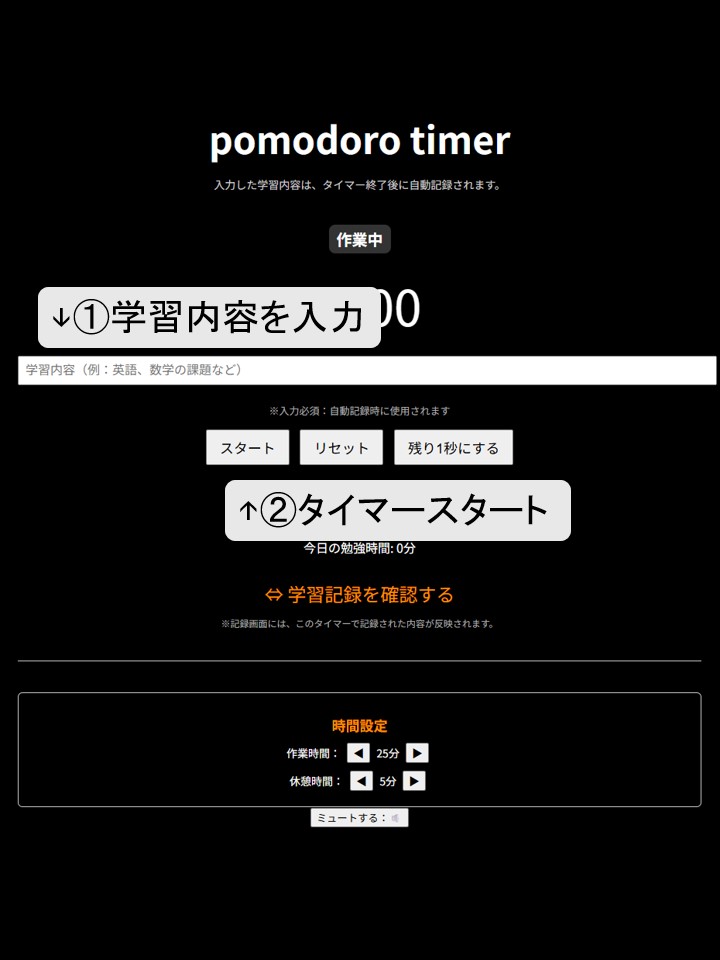 pomodoro timer
入力した学習内容は、タイマー終了後に自動記録されます。
作業中
00
↓①学習内容を入力
学習内容（例：英語、数学の課題など）
※入力必須：自動記録時に使用されます
スタート リセット 残り1秒にする
↑②タイマースタート
今日の勉強時間: 0分
⇔ 学習記録を確認する
※記録画面には、このタイマーで記録された内容が反映されます。
時間設定
作業時間： ◀ 25分 ▶
休憩時間： ◀ 5分 ▶
ミュートする：🔈